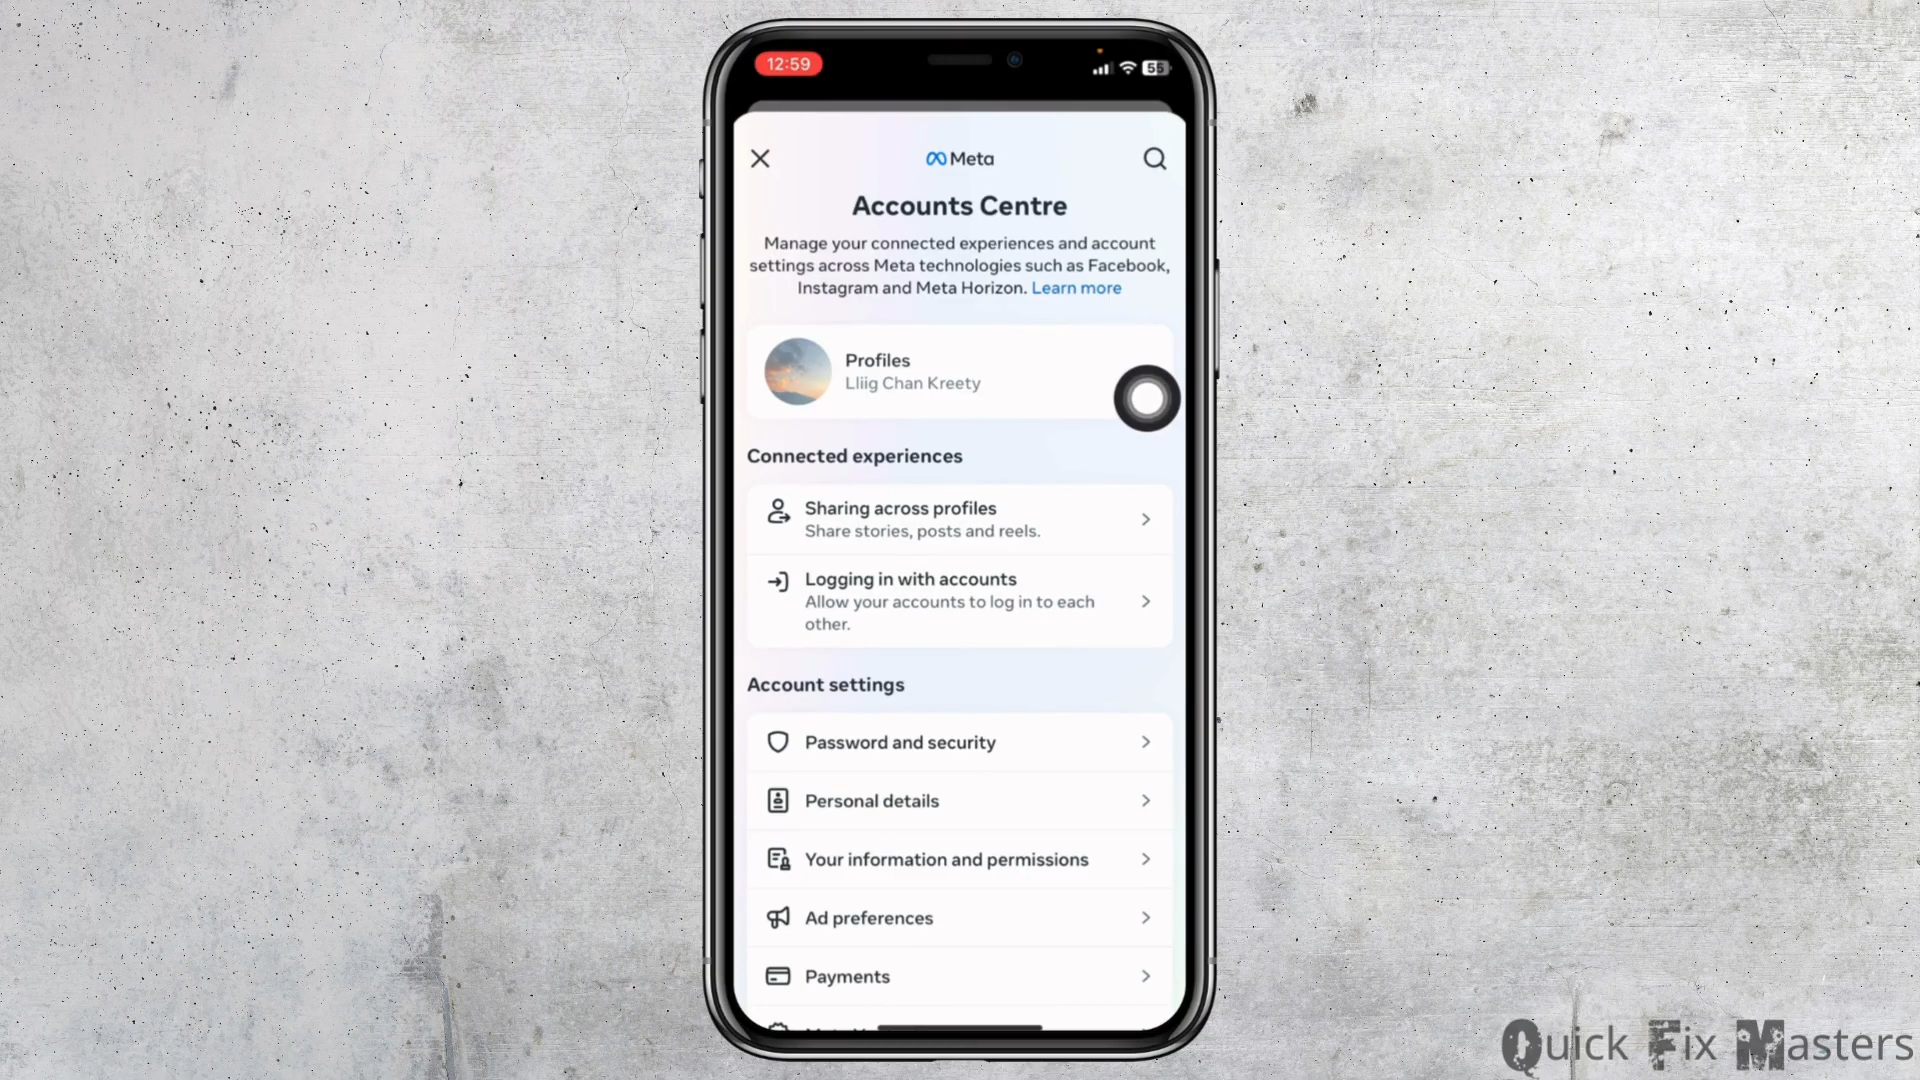 12:59
55
Meta
Accounts Centre
Manage your connected experiences and account
settings across Meta technologies such as Facebook,
Instagram and Meta Horizon. Learn more
Profiles
Lliig Chan Kreety
Connected experiences
Sharing across profiles
Share stories, posts and reels.
Logging in with accounts
Allow your accounts to log in to each
other.
Account settings
Password and security
Personal details
Your information and permissions
Ad preferences
Payments
Quick Fix Masters